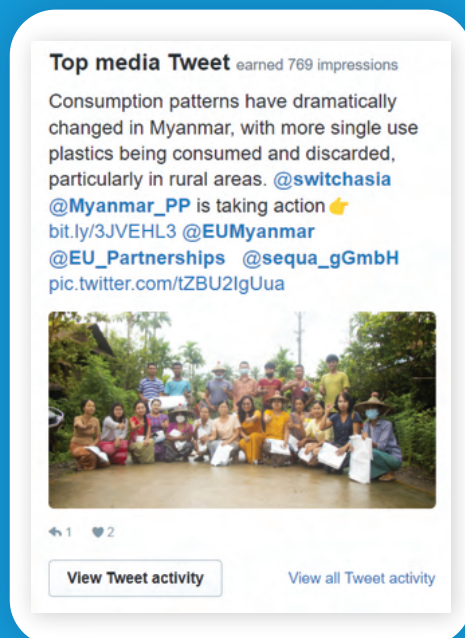 Top media Tweet earned 769 impressions
Consumption patterns have dramatically
changed in Myanmar, with more single use
plastics being consumed and discarded,
particularly in rural areas. @switchasia
@Myanmar_PP is taking action👉
bit.ly/3JVEHL3 @EUMyanmar
@EU_Partnerships @sequa_gGmbH
pic.twitter.com/tZBU2IgUua
1 2
View Tweet activity View all Tweet activity